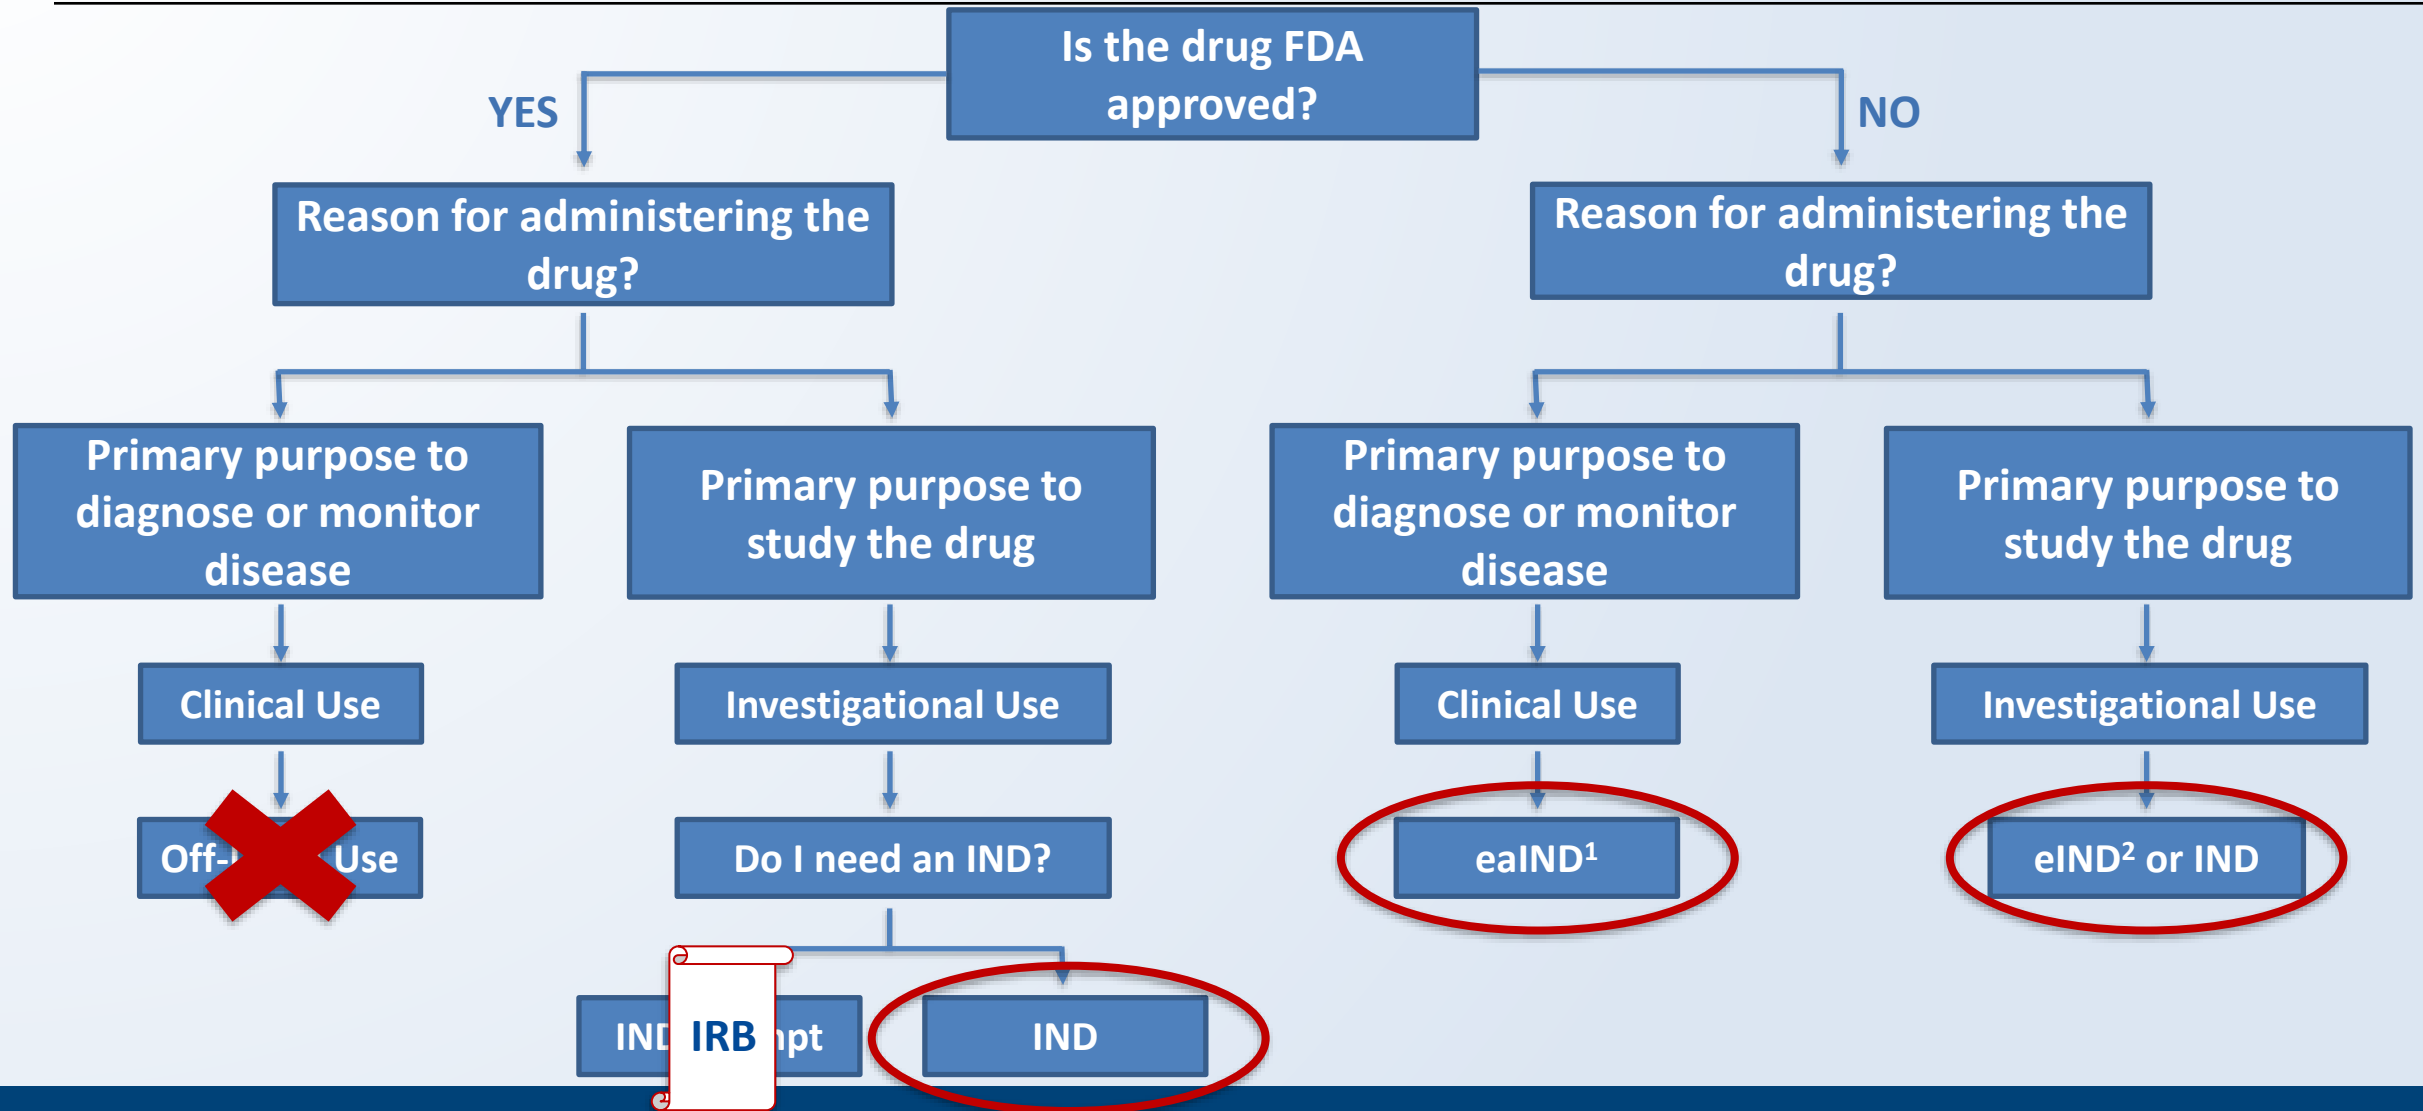 Is the drug FDA
approved?
YES
NO
Reason for administering the
drug?
Reason for administering the
drug?
Primary purpose to
diagnose or monitor
disease
Primary purpose to
study the drug
Primary purpose to
diagnose or monitor
disease
Primary purpose to
study the drug
Clinical Use
Investigational Use
Clinical Use
Investigational Use
Off- Use
Do I need an IND?
eaIND¹
eIND² or IND
IRB
IND